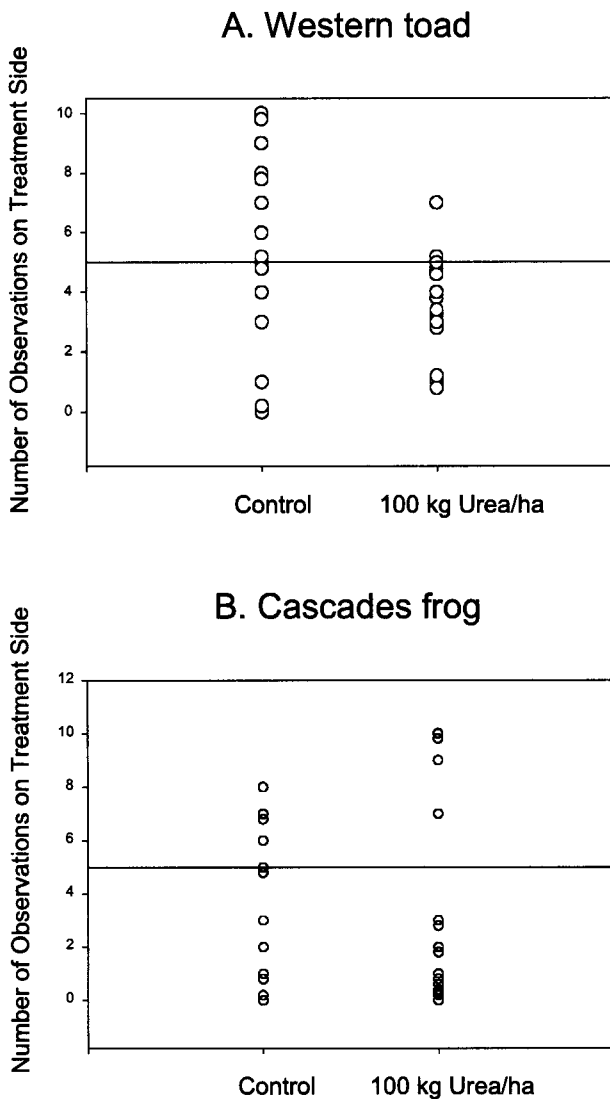 A. Western toad
Number of Observations on Treatment Side
10
8
6
4
2
0
Control 100 kg Urea/ha
B. Cascades frog
Number of Observations on Treatment Side
12
10
8
6
4
2
0
Control 100 kg Urea/ha